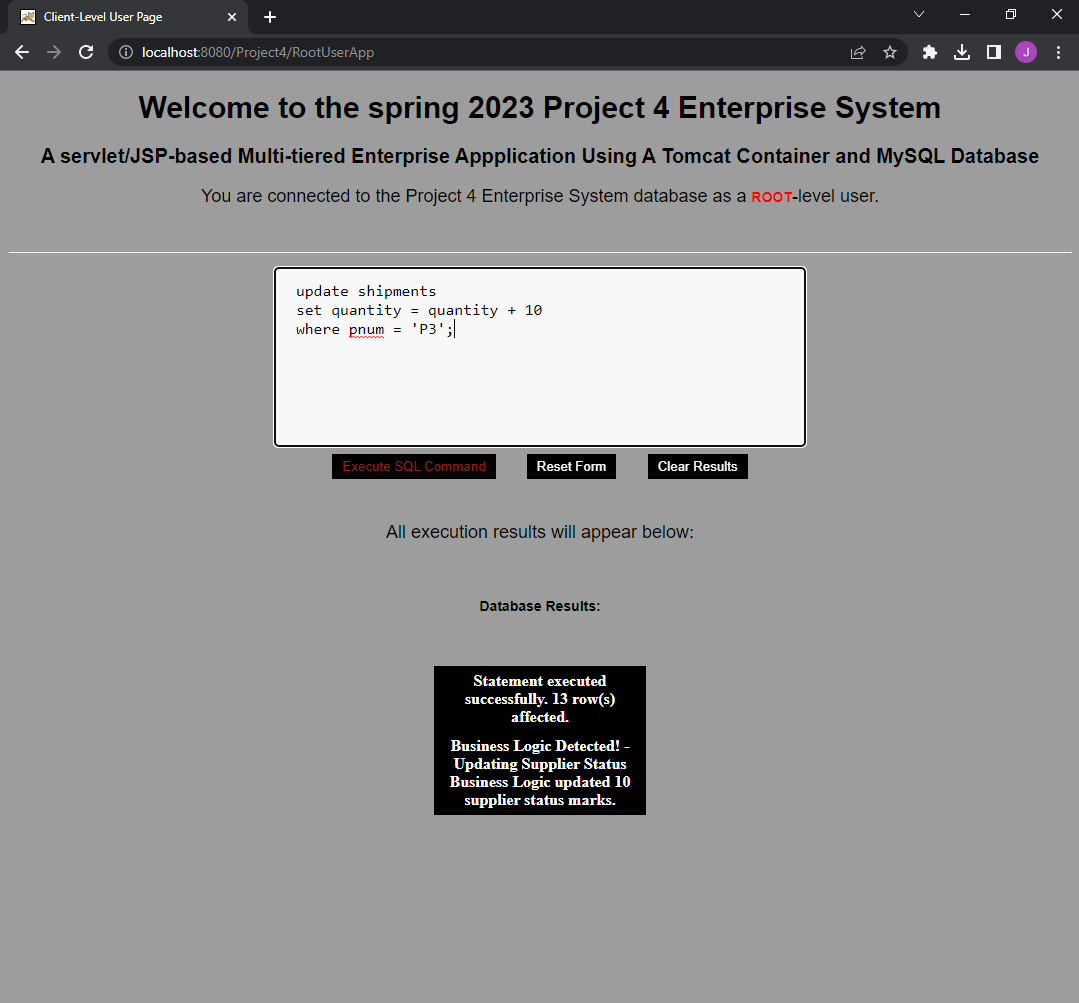 Client-Level User Page
localhost:8080/Project4/RootUserApp
J
Welcome to the spring 2023 Project 4 Enterprise System
A servlet/JSP-based Multi-tiered Enterprise Appplication Using A Tomcat Container and MySQL Database
You are connected to the Project 4 Enterprise System database as a ROOT-level user.
update shipments
set quantity = quantity + 10
where pnum = 'P3';
Execute SQL Command Reset Form Clear Results
All execution results will appear below:
Database Results:
Statement executed
successfully. 13 row(s)
affected.
Business Logic Detected! -
Updating Supplier Status
Business Logic updated 10
supplier status marks.